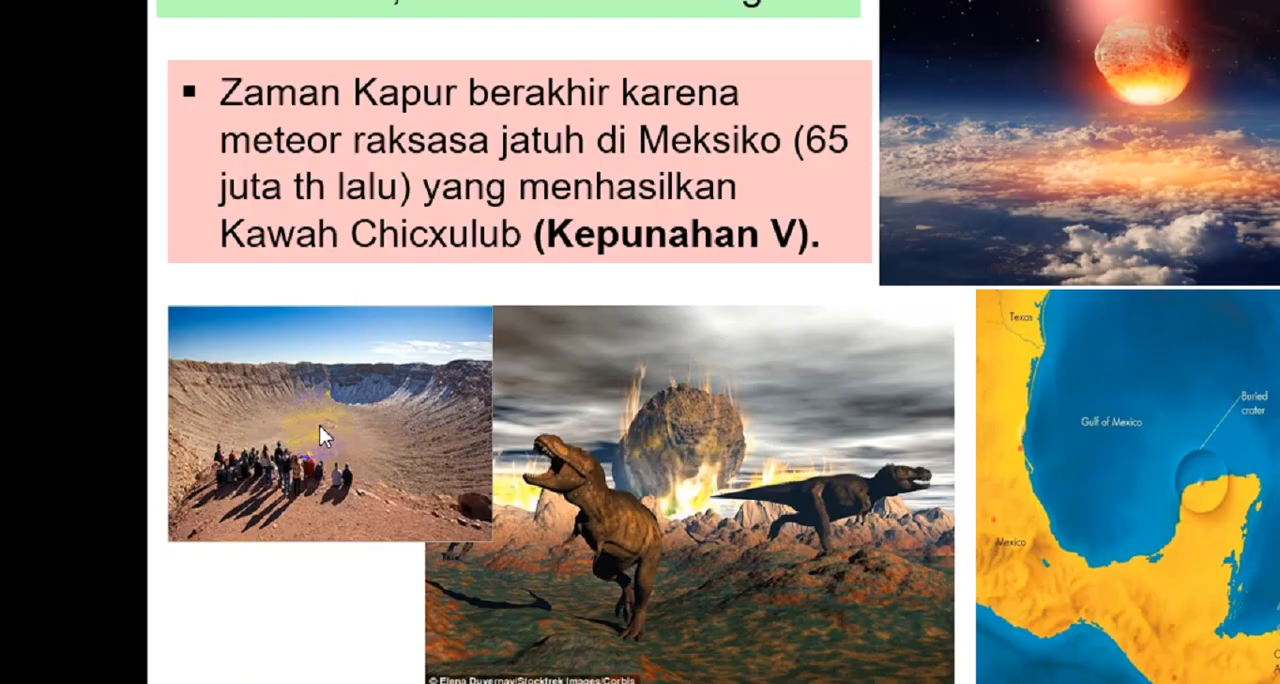 ▪ Zaman Kapur berakhir karena
meteor raksasa jatuh di Meksiko (65
juta th lalu) yang menhasilkan
Kawah Chicxulub (Kepunahan V).
Texas
Buried
crater
Gulf of Mexico
Mexico
© Elena Duvernay/Stocktrek Images/Corbis